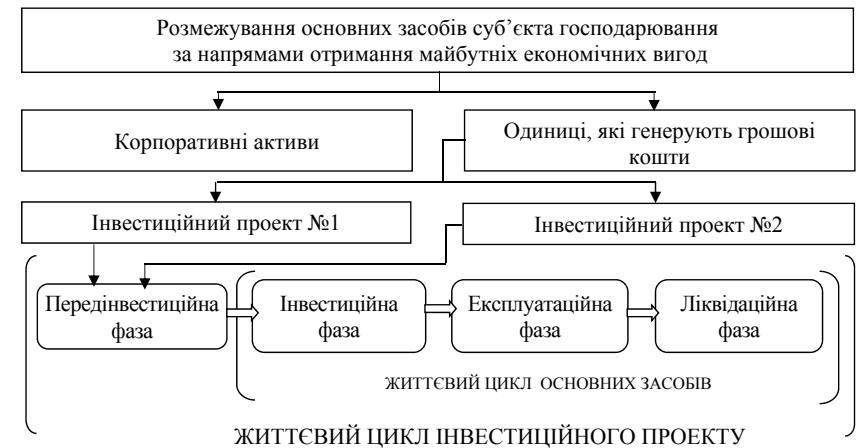 Розмежування основних засобів суб’єкта господарювання
за напрямами отримання майбутніх економічних вигод
Корпоративні активи
Одиниці, які генерують грошові
кошти
Інвестиційний проект №1
Інвестиційний проект №2
Передінвестиційна
фаза
Інвестиційна
фаза
Експлуатаційна
фаза
Ліквідаційна
фаза
ЖИТТЄВИЙ ЦИКЛ ОСНОВНИХ ЗАСОБІВ
ЖИТТЄВИЙ ЦИКЛ ІНВЕСТИЦІЙНОГО ПРОЕКТУ